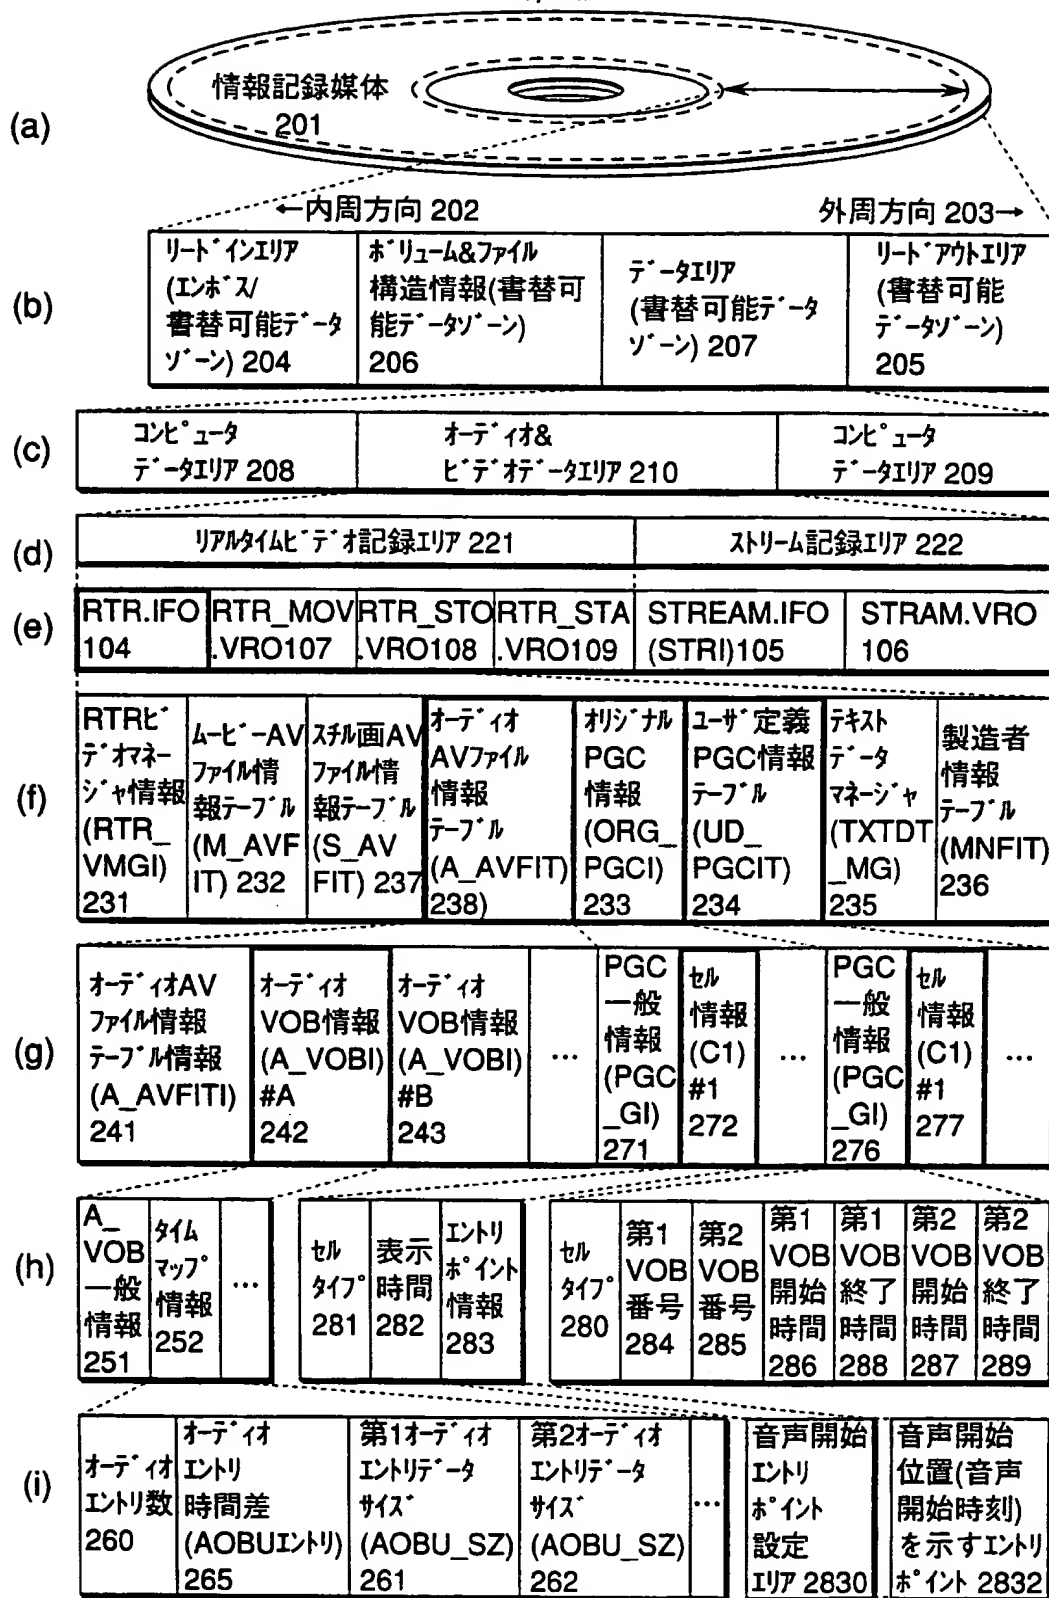 (a)
情報記録媒体
201
←内周方向 202
外周方向 203→
(b)
リードインエリア
(エンボス/
書替可能データ
ゾーン) 204
ボリューム&ファイル
構造情報(書替可
能データゾーン)
206
データエリア
(書替可能データ
ゾーン) 207
リードアウトエリア
(書替可能
データゾーン)
205
(c)
コンピュータ
データエリア 208
オーディオ&
ビデオデータエリア 210
コンピュータ
データエリア 209
(d)
リアルタイムビデオ記録エリア 221
ストリーム記録エリア 222
(e)
RTR.IFO
104
RTR_MOV
.VRO107
RTR_STO
.VRO108
RTR_STA
.VRO109
STREAM.IFO
(STRI)105
STRAM.VRO
106
(f)
RTRビ
デオマネー
ジャ情報
(RTR_
VMGI)
231
ムービーAV
ファイル情
報テーブル
(M_AVF
IT) 232
スチル画AV
ファイル情
報テーブル
(S_AV
FIT) 237
オーディオ
AVファイル
情報
テーブル
(A_AVFIT)
238)
オリジナル
PGC
情報
(ORG_
PGCI)
233
ユーザ定義
PGC情報
テーブル
(UD_
PGCIT)
234
テキスト
データ
マネージャ
(TXTDT
_MG)
235
製造者
情報
テーブル
(MNFIT)
236
(g)
オーディオAV
ファイル情報
テーブル情報
(A_AVFITI)
241
オーディオ
VOB情報
(A_VOBI)
#A
242
オーディオ
VOB情報
(A_VOBI)
#B
243
…
PGC
一般
情報
(PGC
_GI)
271
セル
情報
(C1)
#1
272
…
PGC
一般
情報
(PGC
_GI)
276
セル
情報
(C1)
#1
277
…
(h)
A_
VOB
一般
情報
251
タイム
マップ
情報
252
…
セル
タイプ
281
表示
時間
282
エントリ
ポイント
情報
283
セル
タイプ
280
第1
VOB
番号
284
第2
VOB
番号
285
第1
VOB
開始
時間
286
第1
VOB
終了
時間
288
第2
VOB
開始
時間
287
第2
VOB
終了
時間
289
(i)
オーディオ
エントリ数
260
オーディオ
エントリ
時間差
(AOBUエントリ)
265
第1オーディオ
エントリデータ
サイズ
(AOBU_SZ)
261
第2オーディオ
エントリデータ
サイズ
(AOBU_SZ)
262
…
音声開始
エントリ
ポイント
設定
エリア 2830
音声開始
位置(音声
開始時刻)
を示すエントリ
ポイント 2832